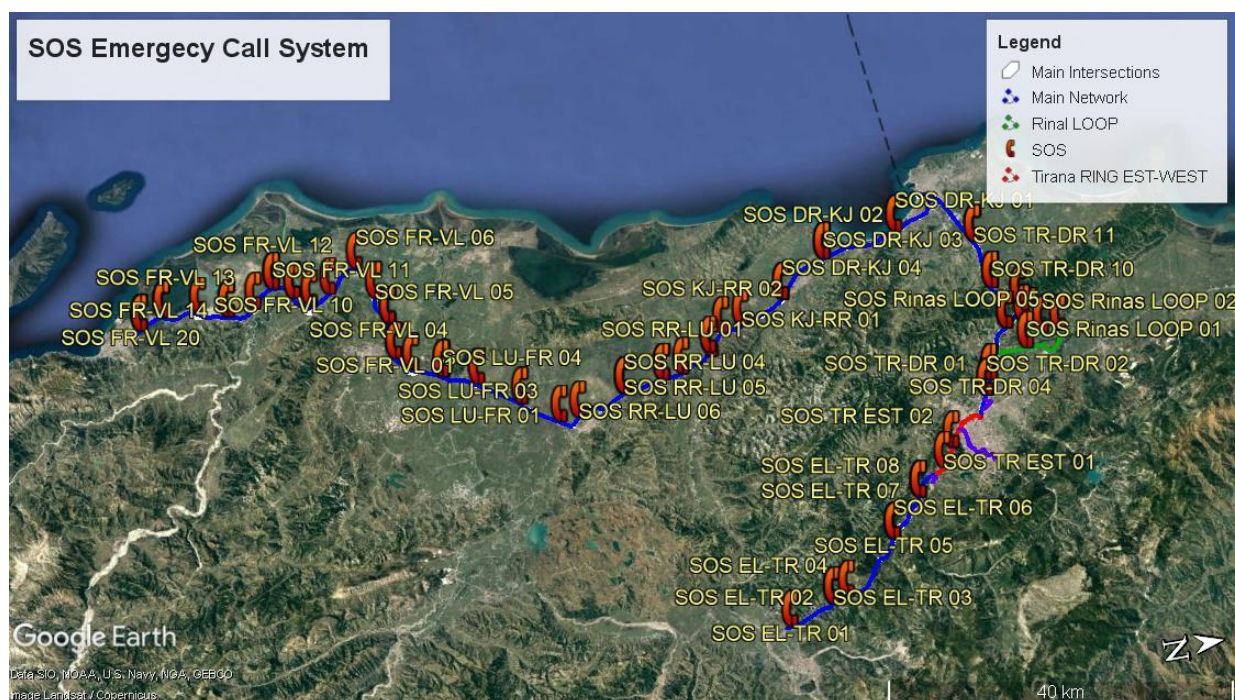 SOS Emergecy Call System
Legend
Main Intersections
Main Network
Rinal LOOP
SOS
Tirana RING EST-WEST
SOS DR-KJ 01
SOS DR-KJ 02
SOS TR-DR 11
SOS FR-VL 06
SOS FR-VL 12
SOS DR-KJ 03
SOS FR-VL 11
SOS DR-KJ 04
SOS TR-DR 10
SOS FR-VL 13
SOS KJ-RR 02
SOS FR-VL 05
SOS Rinas LOOP 05
SOS Rinas LOOP 02
SOS FR-VL 14
SOS FR-VL 10
SOS KJ-RR 01
SOS FR-VL 20
SOS FR-VL 04
SOS RR-LU 01
SOS Rinas LOOP 01
SOS LU-FR 04
SOS FR-VL 01
SOS RR-LU 04
SOS TR-DR 01
SOS TR-DR 02
SOS LU-FR 03
SOS RR-LU 05
SOS TR-DR 04
SOS LU-FR 01
SOS RR-LU 06
SOS TR EST 02
SOS TR EST 01
SOS EL-TR 08
SOS EL-TR 07
SOS EL-TR 06
SOS EL-TR 05
SOS EL-TR 04
SOS EL-TR 02
SOS EL-TR 03
SOS EL-TR 01
Google Earth
Data SIO, NOAA, U.S. Navy, NGA, GEBCO
Image Landsat / Copernicus
N
40 km